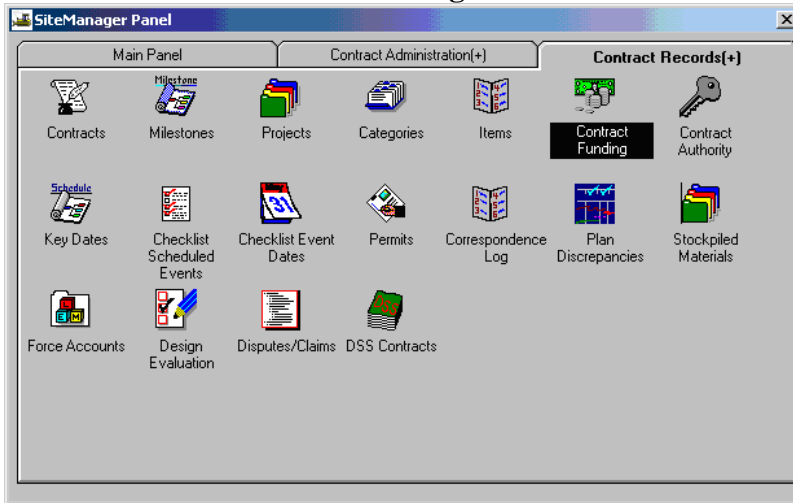 SiteManager Panel
Main Panel
Contract Administration(+)
Contract Records(+)
Contracts
Milestone
Milestones
Projects
Categories
Items
Contract
Funding
Contract
Authority
Schedule
Key Dates
Checklist
Scheduled
Events
31
Checklist Event
Dates
Permits
Correspondence
Log
Plan
Discrepancies
Stockpiled
Materials
L
E M
Force Accounts
Design
Evaluation
Disputes/Claims
DSS
DSS Contracts